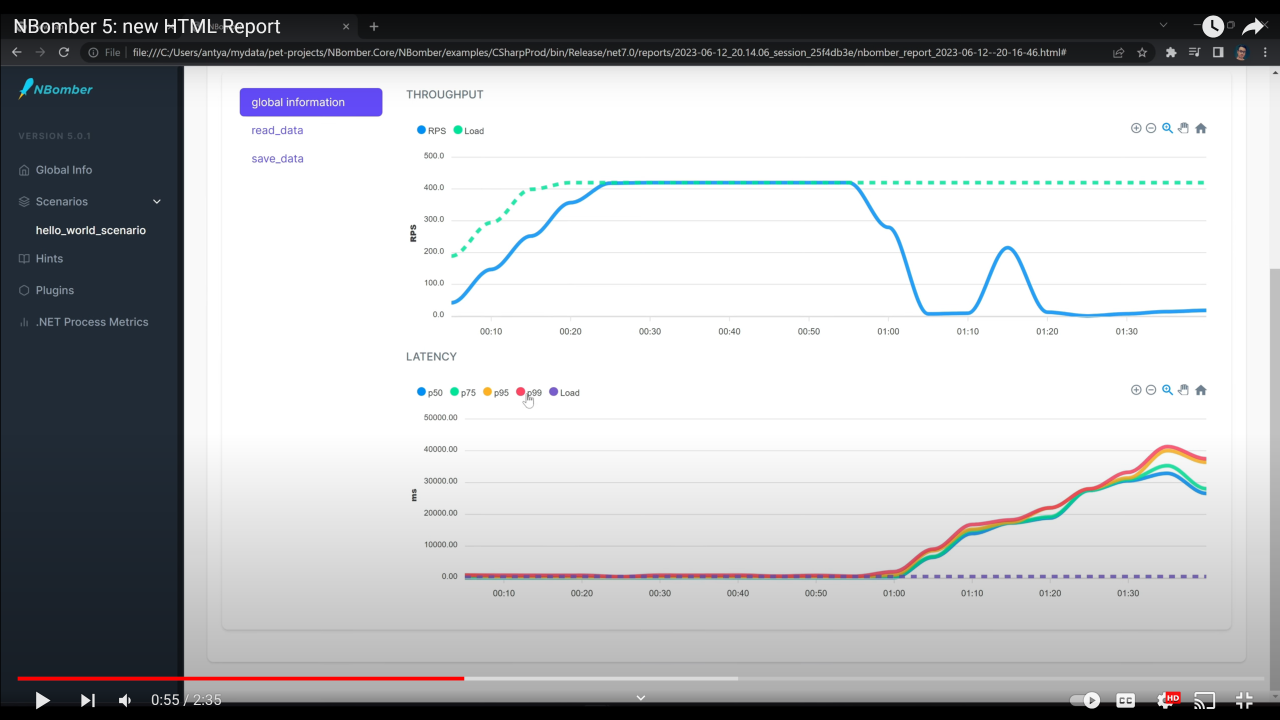 NBomber 5: new HTML Report
File | file:///C:/Users/antya/mydata/pet-projects/NBomber.Core/NBomber/examples/CSharpProd/bin/Release/net7.0/reports/2023-06-12_20.14.06_session_25f4db3e/nbomber_report_2023-06-12--20-16-46.html#
NBomber
VERSION 5.0.1
Global Info
Scenarios
hello_world_scenario
Hints
Plugins
.NET Process Metrics
global information
read_data
save_data
THROUGHPUT
RPS Load
500.0
400.0
300.0
200.0
100.0
0.0
RPS
00:10 00:20 00:30 00:40 00:50 01:00 01:10 01:20 01:30
LATENCY
p50 p75 p95 p99 Load
50000.00
40000.00
30000.00
20000.00
10000.00
0.00
ms
00:10 00:20 00:30 00:40 00:50 01:00 01:10 01:20 01:30
0:55 / 2:35
CC
HD